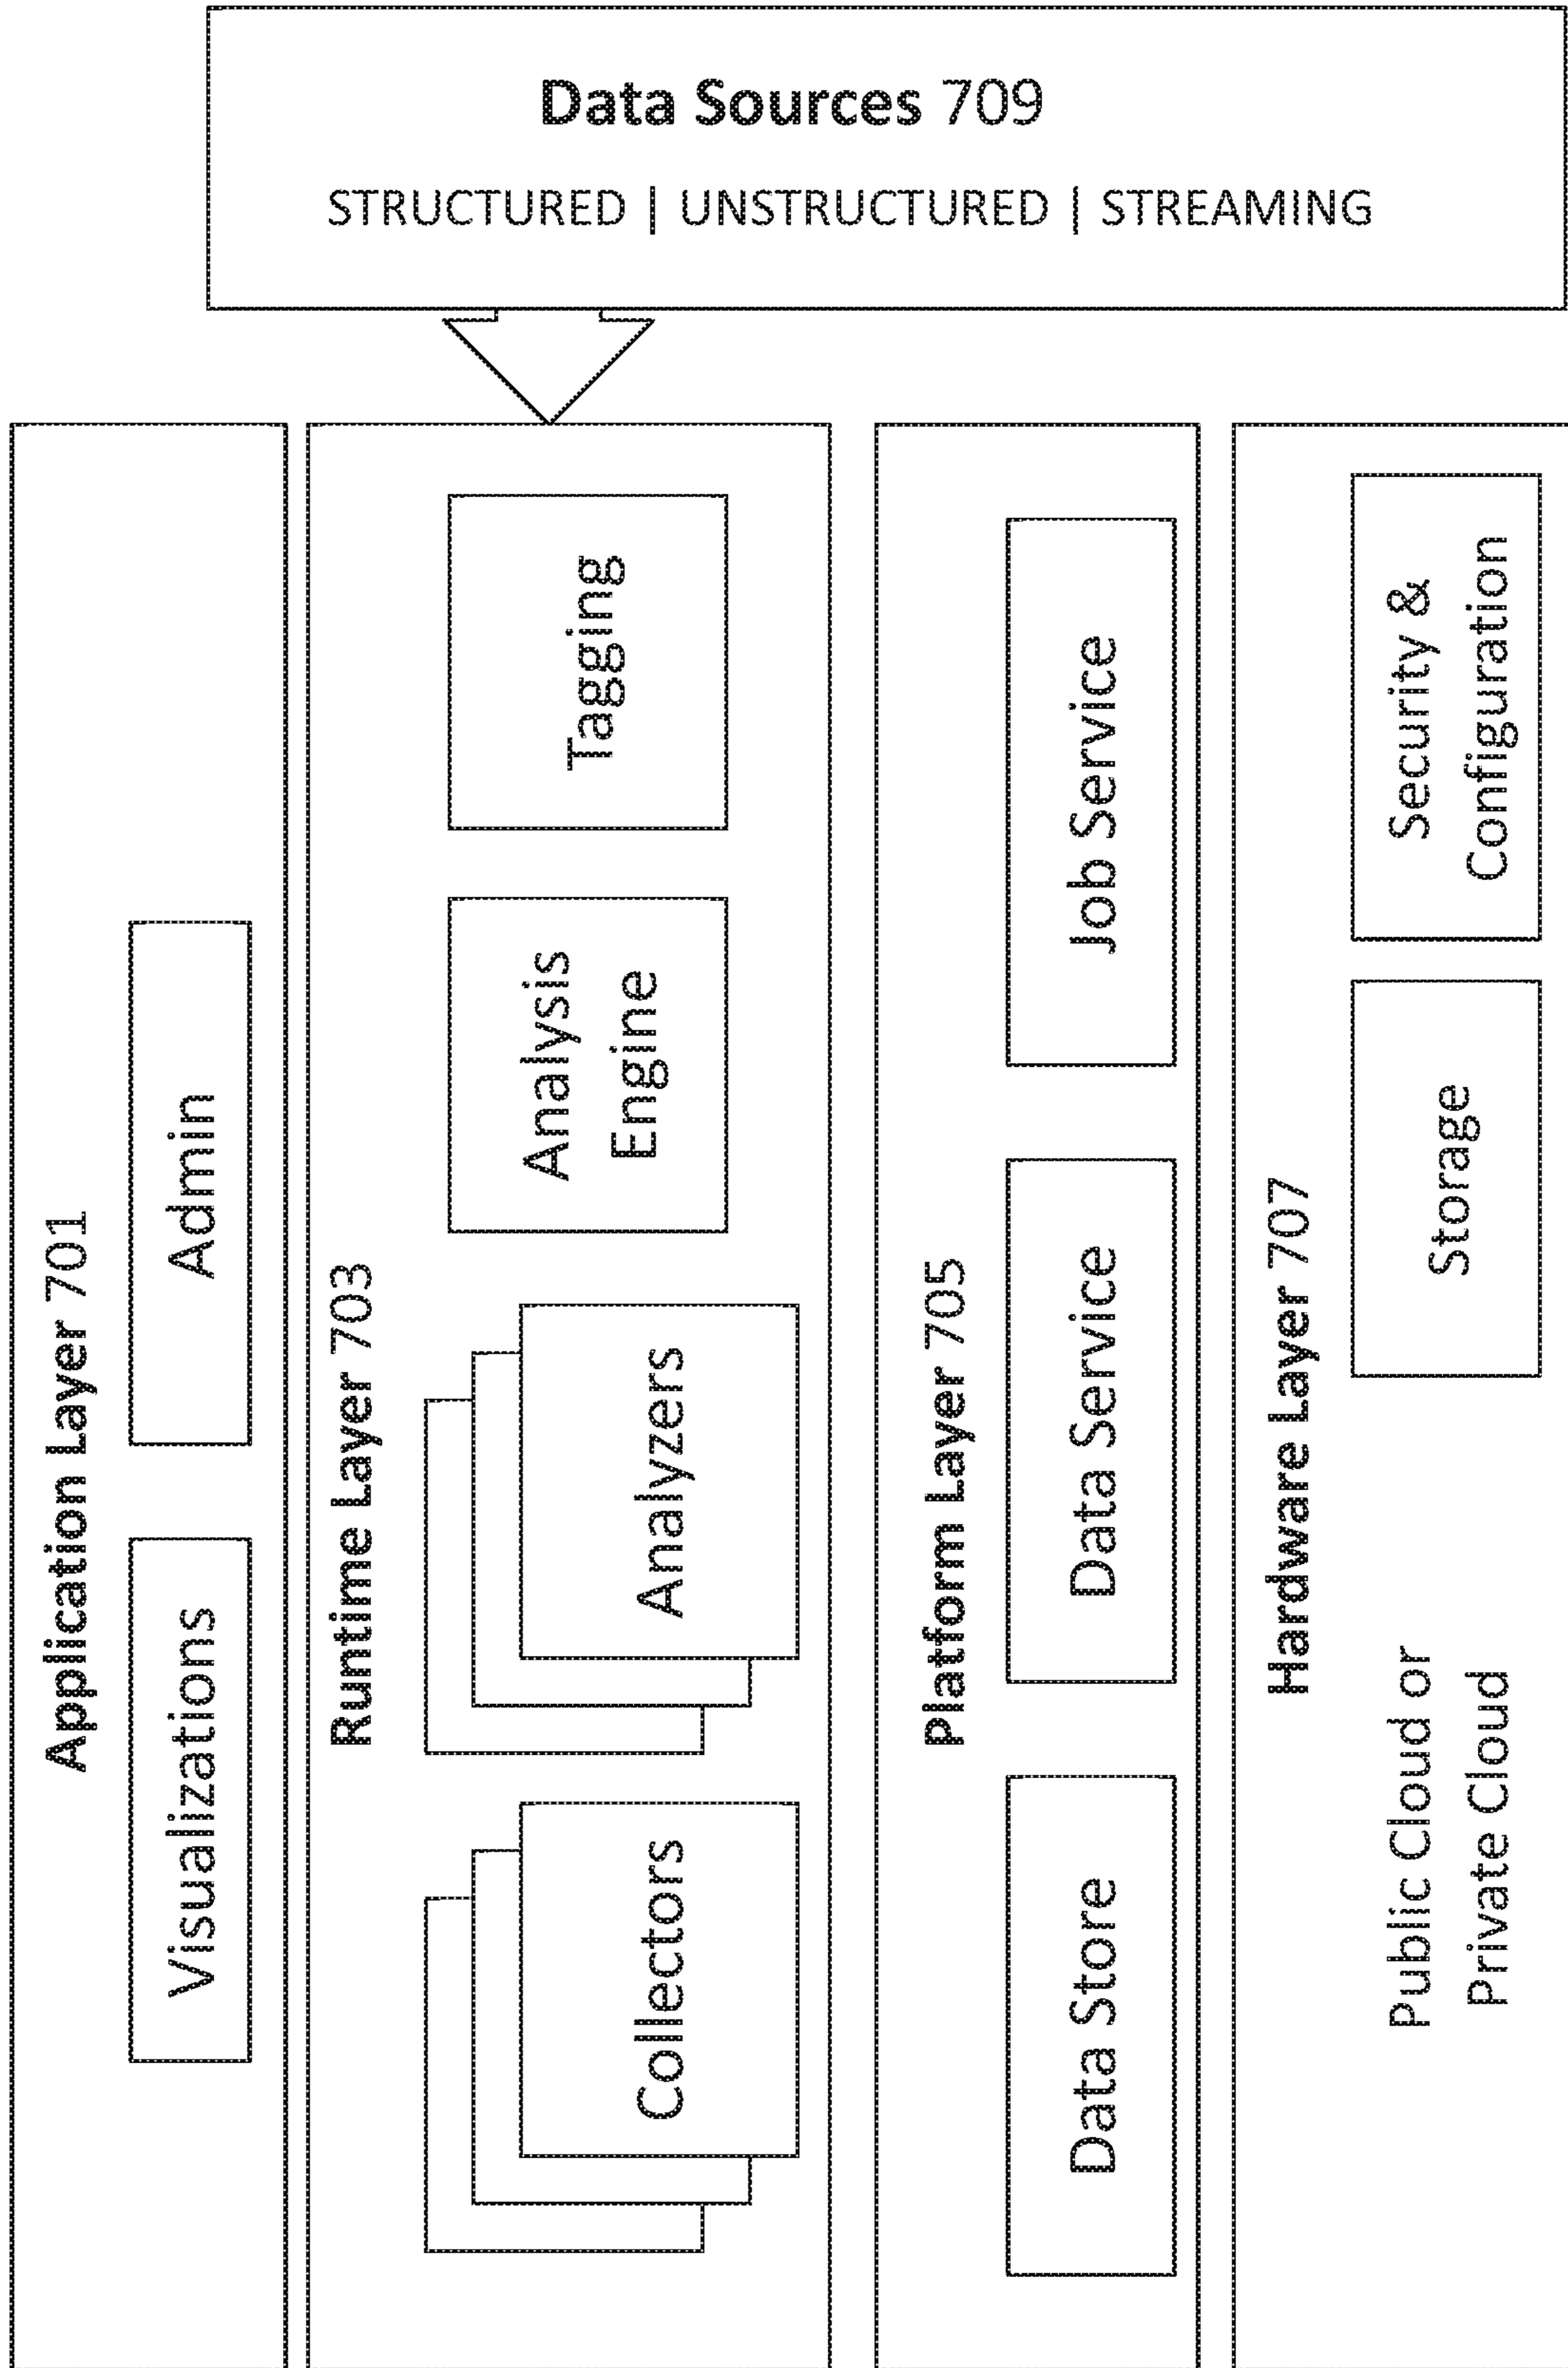 Data Sources 709
STRUCTURED | UNSTRUCTURED | STREAMING
Application Layer 701
Visualizations
Admin
Runtime Layer 703
Collectors
Analyzers
Analysis
Engine
Tagging
Platform Layer 705
Data Store
Data Service
Job Service
Hardware Layer 707
Public Cloud or
Private Cloud
Storage
Security &
Configuration